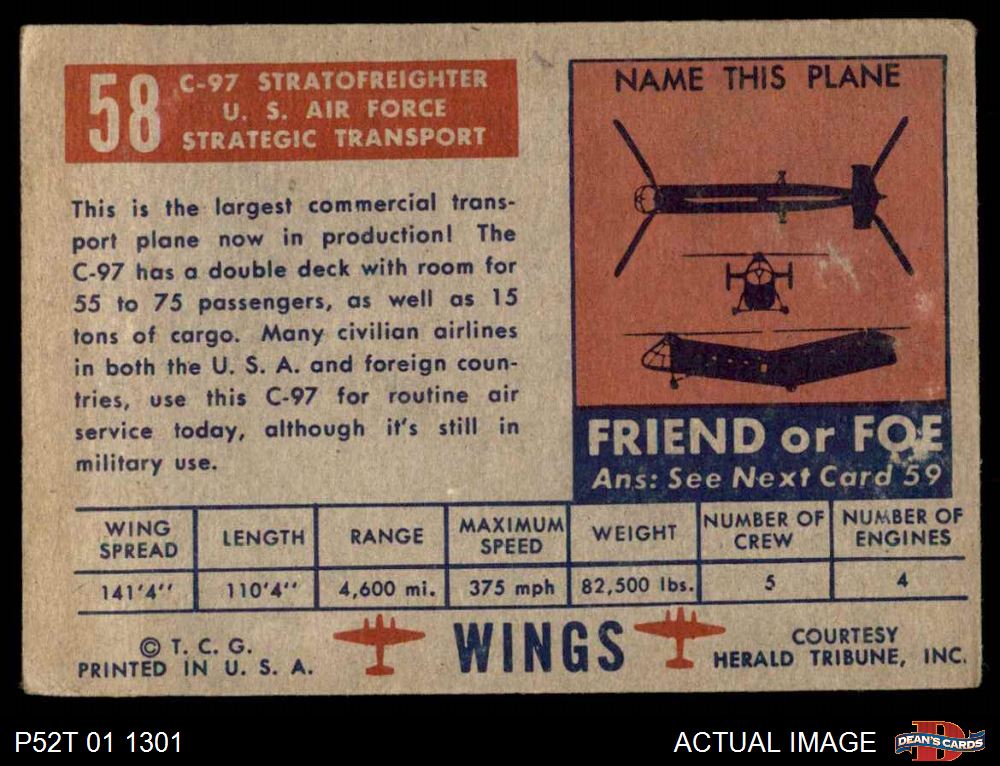 58
C-97 STRATOFREIGHTER
U. S. AIR FORCE
STRATEGIC TRANSPORT
This is the largest commercial trans-
port plane now in production! The
C-97 has a double deck with room for
55 to 75 passengers, as well as 15
tons of cargo. Many civilian airlines
in both the U. S. A. and foreign coun-
tries, use this C-97 for routine air
service today, although it's still in
military use.
NAME THIS PLANE
FRIEND or FOE
Ans: See Next Card 59
WING SPREAD
141'4''
LENGTH
110'4''
RANGE
4,600 mi.
MAXIMUM SPEED
375 mph
WEIGHT
82,500 lbs.
NUMBER OF CREW
5
NUMBER OF ENGINES
4
© T. C. G.
PRINTED IN U. S. A.
WINGS
COURTESY
HERALD TRIBUNE, INC.
P52T 01 1301
ACTUAL IMAGE
DEAN'S CARDS